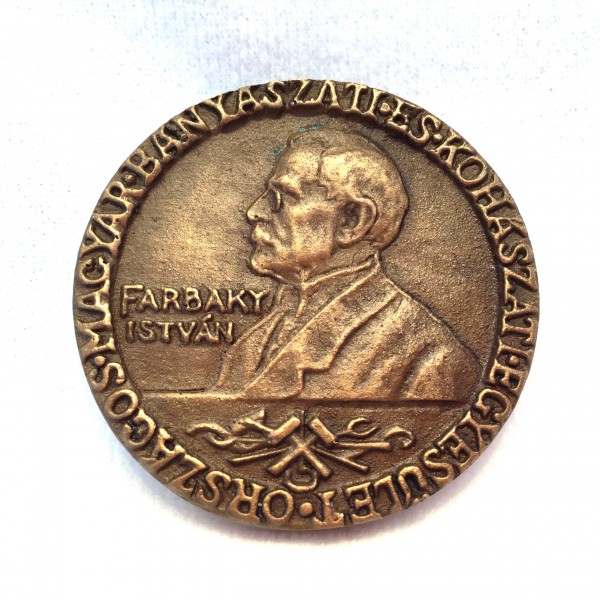 ORSZÁGOS·MAGYAR·BÁNYÁSZATI·ÉS·KOHÁSZATI·EGYESÜLET·
FARBAKY
ISTVÁN